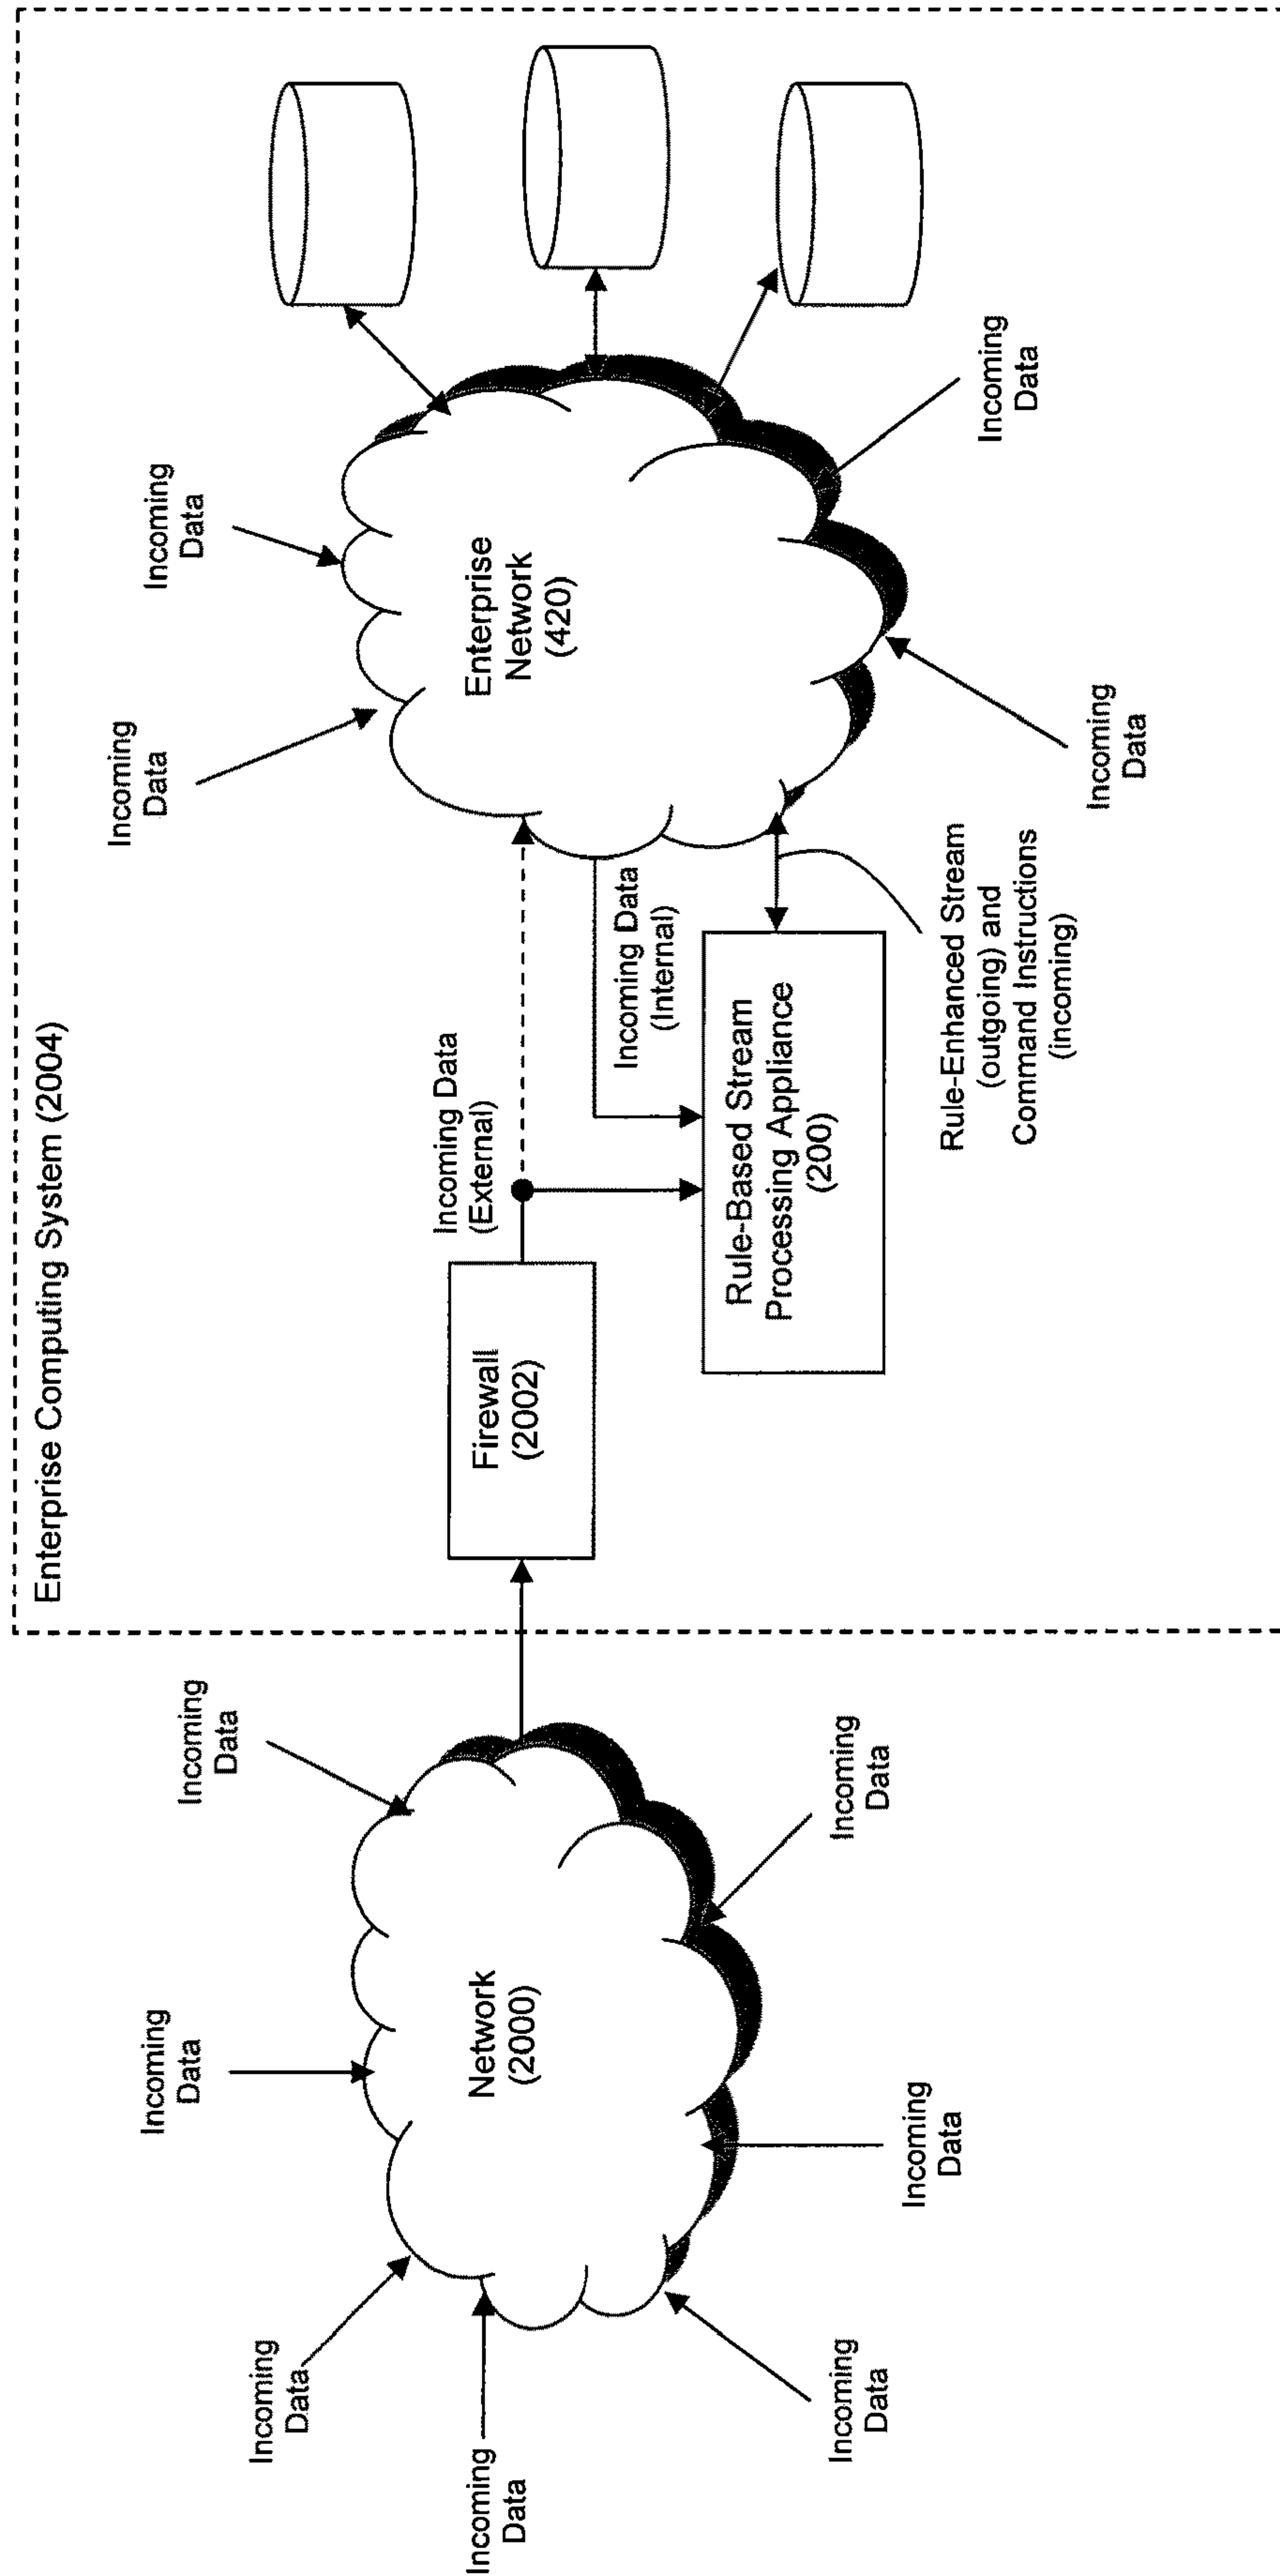 Enterprise Computing System (2004)
Incoming
Data
Incoming
Data
Incoming
Data
Incoming
Data
Incoming
Data
Incoming
Data
Incoming
Data
Network
(2000)
Firewall
(2002)
Incoming Data
(External)
Incoming Data
(Internal)
Rule-Based Stream
Processing Appliance
(200)
Rule-Enhanced Stream
(outgoing) and
Command Instructions
(incoming)
Enterprise
Network
(420)
Incoming
Data
Incoming
Data
Incoming
Data
Incoming
Data